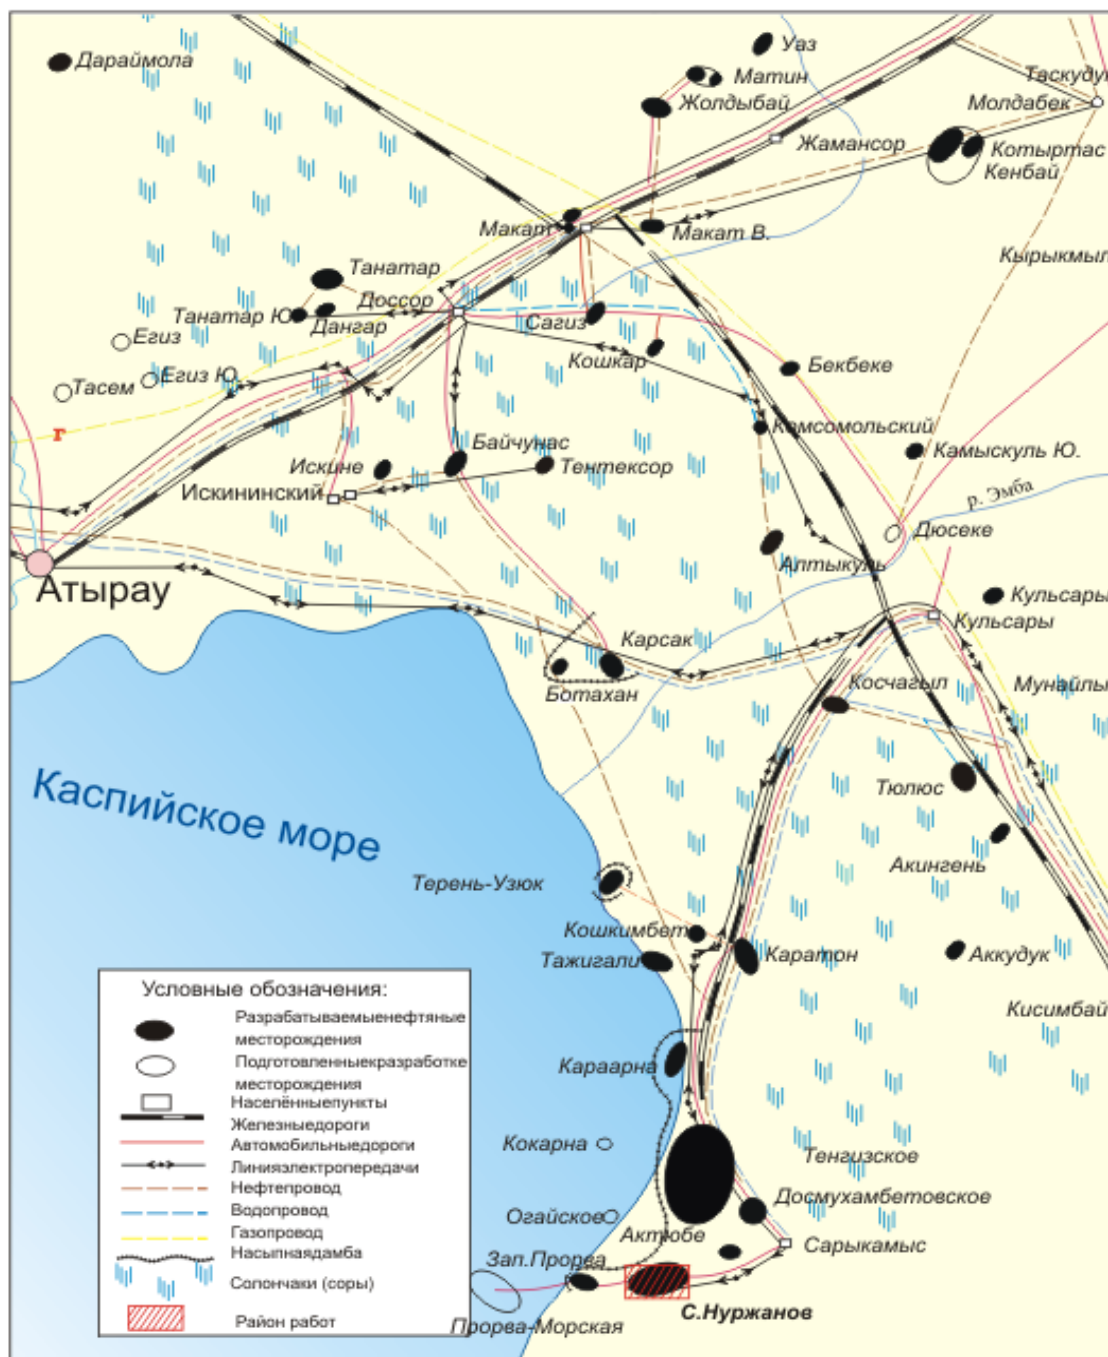 Уаз
Дараймола
Матин
Таскудук
Жолдыбай
Молдабек
Жамансор
Котыртас
Кенбай
Макат
Макат В.
Кырыкмыл
Танатар
Доссор
Танатар Ю.
Дангар
Сагиз
Егиз
Кошкар
Бекбеке
Егиз Ю.
Тасем
г
Комсомольский
Байчунас
Камыскуль Ю.
Искине
Тентексор
Искининский
р. Эмба
Дюсеке
Алтыкуль
Атырау
Кульсары
Кульсары
Карсак
Косчагыл
Мунайлы
Ботахан
Каспийское море
Тюлюс
Акингень
Терень-Узюк
Кошкимбет
Тажигали
Каратон
Аккудук
Кисимбай
Караарна
Кокарна
Тенгизское
Досмухамбетовское
Огайское
Актюбе
Сарыкамыс
Зап.Прорва
С.Нуржанов
Прорва-Морская
Условные обозначения:
Разрабатываемыенефтяные
месторождения
Подготовленныекразработке
месторождения
Населённыепункты
Железныедороги
Автомобильныедороги
Линияэлектропередачи
Нефтепровод
Водопровод
Газопровод
Насыпнаядамба
Солончаки (соры)
Район работ